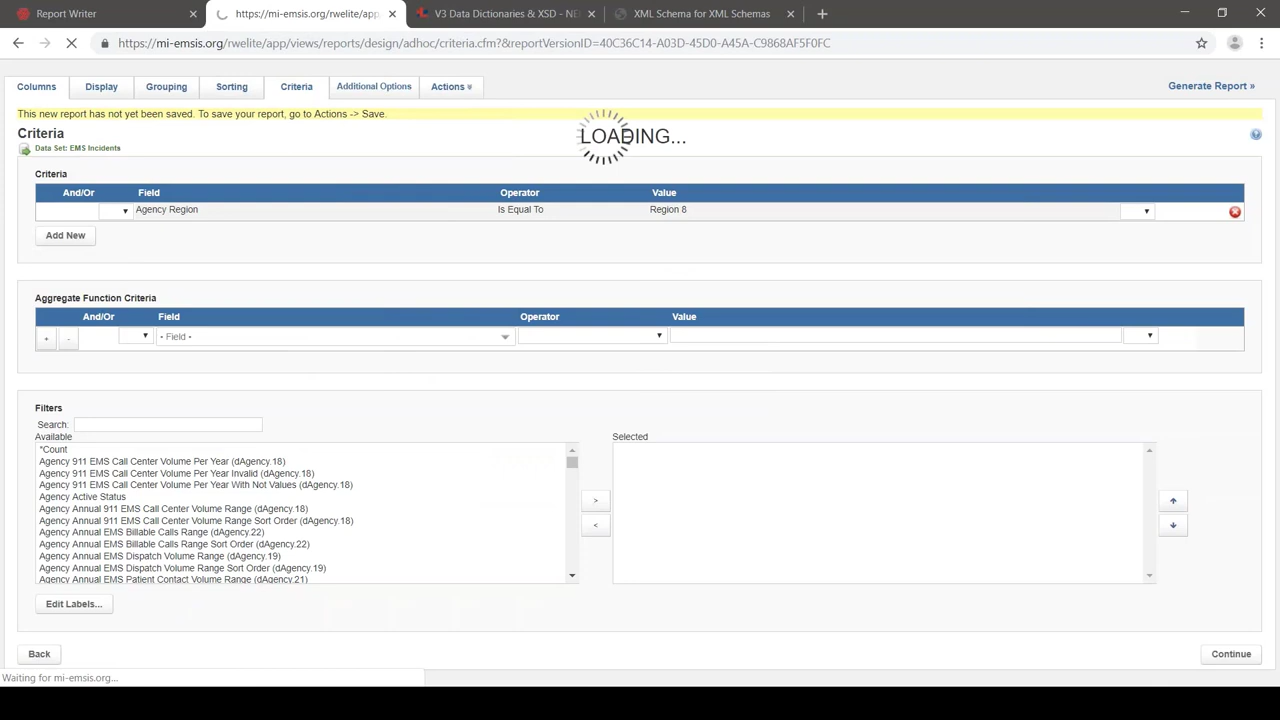 Report Writer
https://mi-emsis.org/rwelite/app
V3 Data Dictionaries & XSD - NE
XML Schema for XML Schemas
https://mi-emsis.org/rwelite/app/views/reports/design/adhoc/criteria.cfm?&reportVersionID=40C36C14-A03D-45D0-A45A-C9868AF5F0FC
Columns Display Grouping Sorting Criteria Additional Options Actions Generate Report »
This new report has not yet been saved. To save your report, go to Actions -> Save.
Criteria
LOADING...
Data Set: EMS Incidents
Criteria
And/Or Field Operator Value
Agency Region Is Equal To Region 8
Add New
Aggregate Function Criteria
And/Or Field Operator Value
+ - • Field •
Filters
Search:
Available Selected
*Count
Agency 911 EMS Call Center Volume Per Year (dAgency.18)
Agency 911 EMS Call Center Volume Per Year Invalid (dAgency.18)
Agency 911 EMS Call Center Volume Per Year With Not Values (dAgency.18)
Agency Active Status
Agency Annual 911 EMS Call Center Volume Range (dAgency.18)
Agency Annual 911 EMS Call Center Volume Range Sort Order (dAgency.18)
Agency Annual EMS Billable Calls Range (dAgency.22)
Agency Annual EMS Billable Calls Range Sort Order (dAgency.22)
Agency Annual EMS Dispatch Volume Range (dAgency.19)
Agency Annual EMS Dispatch Volume Range Sort Order (dAgency.19)
Agency Annual EMS Patient Contact Volume Range (dAgency.21)
>
<
Edit Labels...
Back Continue
Waiting for mi-emsis.org...